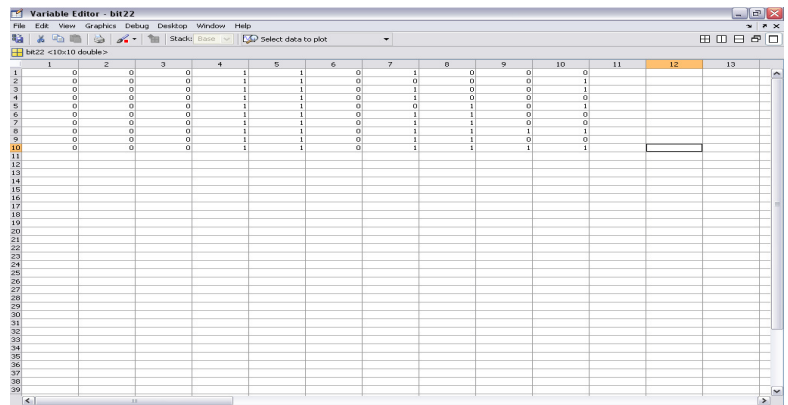 Variable Editor - bit22
File Edit View Graphics Debug Desktop Window Help
Stack: Base Select data to plot
bit22 <10x10 double>
1 2 3 4 5 6 7 8 9 10 11 12 13
1 0 0 0 1 1 0 1 0 0 0
2 0 0 0 1 1 0 0 0 0 1
3 0 0 0 1 1 0 1 0 0 1
4 0 0 0 1 1 0 1 0 0 0
5 0 0 0 1 1 0 0 1 0 1
6 0 0 0 1 1 0 1 1 0 1
7 0 0 0 1 1 0 1 1 0 0
8 0 0 0 1 1 0 1 1 1 1
9 0 0 0 1 1 0 1 1 0 0
10 0 0 0 1 1 0 1 1 1 1
11
12
13
14
15
16
17
18
19
20
21
22
23
24
25
26
27
28
29
30
31
32
33
34
35
36
37
38
39